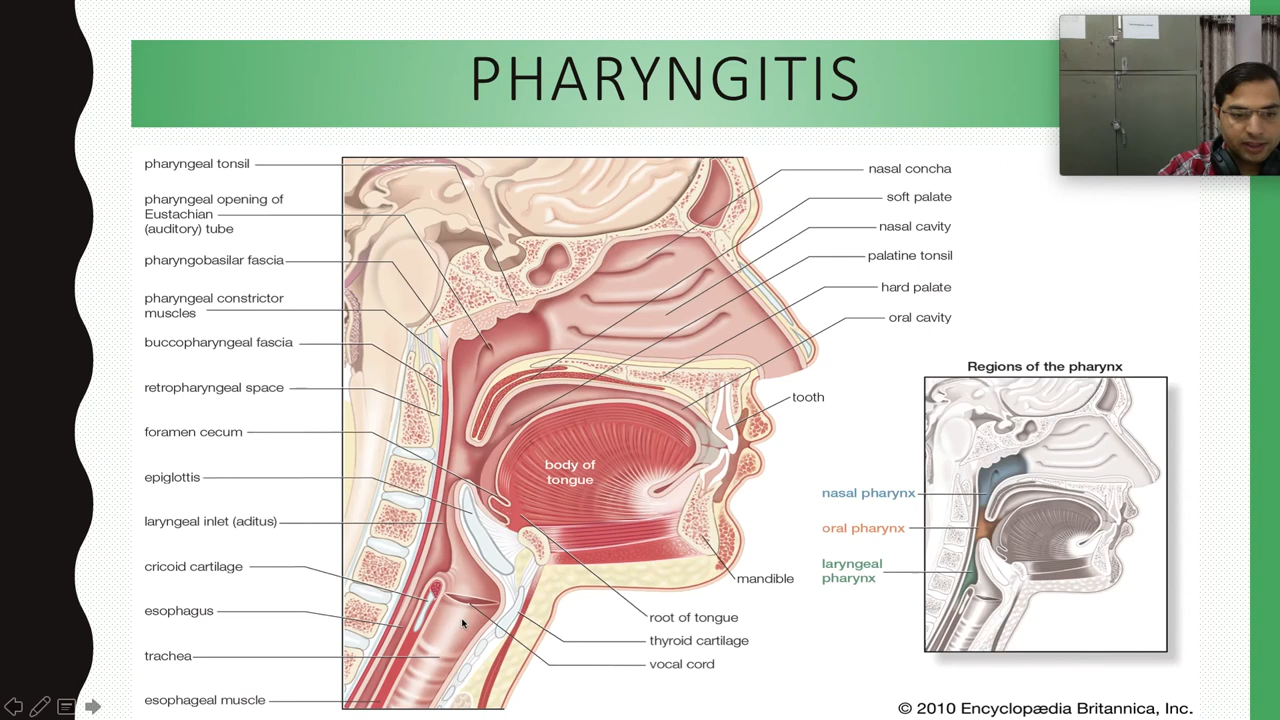 PHARYNGITIS
pharyngeal tonsil
pharyngeal opening of
Eustachian
(auditory) tube
pharyngobasilar fascia
pharyngeal constrictor
muscles
buccopharyngeal fascia
retropharyngeal space
foramen cecum
epiglottis
laryngeal inlet (aditus)
cricoid cartilage
esophagus
trachea
esophageal muscle
nasal concha
soft palate
nasal cavity
palatine tonsil
hard palate
oral cavity
tooth
body of
tongue
mandible
root of tongue
thyroid cartilage
vocal cord
Regions of the pharynx
nasal pharynx
oral pharynx
laryngeal
pharynx
© 2010 Encyclopædia Britannica, Inc.